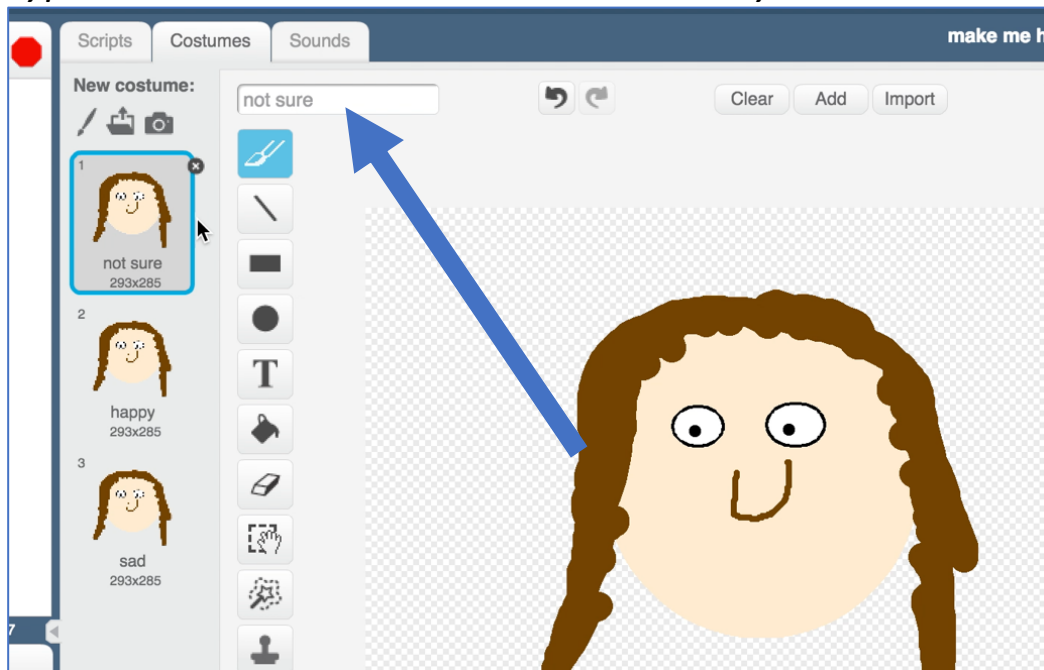 Scripts Costumes Sounds
make me h
New costume:
not sure
Clear Add Import
1
not sure
293x285
2
happy
293x285
3
sad
293x285
T
7